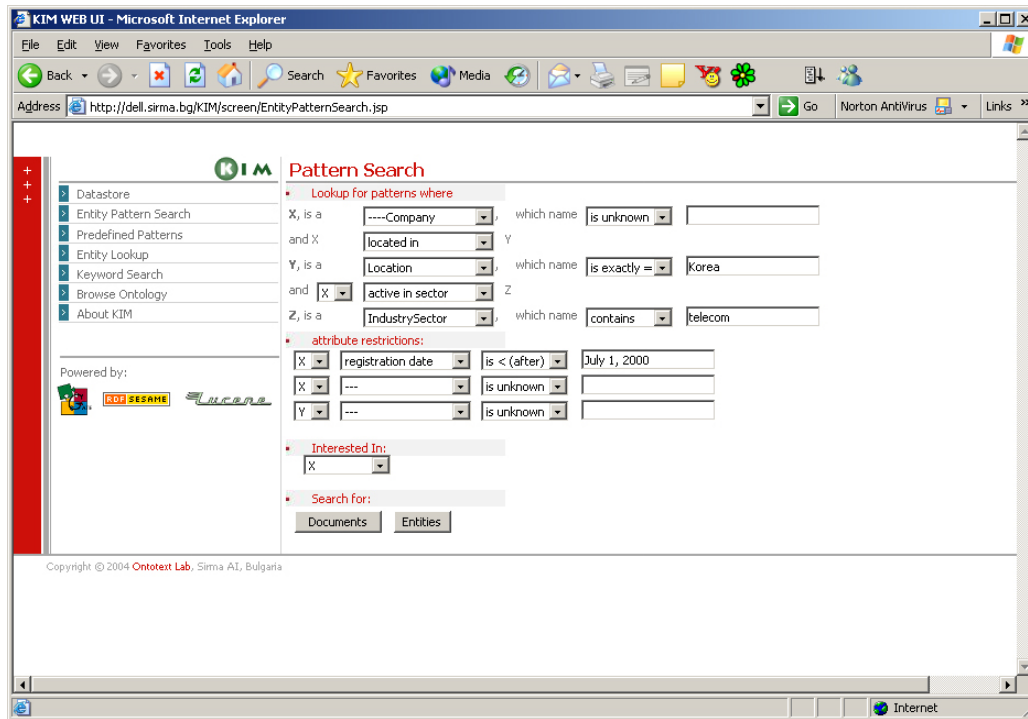 KIM WEB UI - Microsoft Internet Explorer
File Edit View Favorites Tools Help
Back Search Favorites Media
Address http://dell.sirma.bg/KIM/screen/EntityPatternSearch.jsp Go Norton AntiVirus Links »
+
+
+
KIM
Datastore
Entity Pattern Search
Predefined Patterns
Entity Lookup
Keyword Search
Browse Ontology
About KIM
Powered by:
RDF SESAME Lucene
Pattern Search
Lookup for patterns where
X, is a ----Company, which name is unknown
and X located in Y
Y, is a Location, which name is exactly = Korea
and X active in sector Z
Z, is a IndustrySector, which name contains telecom
attribute restrictions:
X registration date is < (after) July 1, 2000
X --- is unknown
Y --- is unknown
Interested In:
X
Search for:
Documents Entities
Copyright © 2004 Ontotext Lab, Sirma AI, Bulgaria
Internet